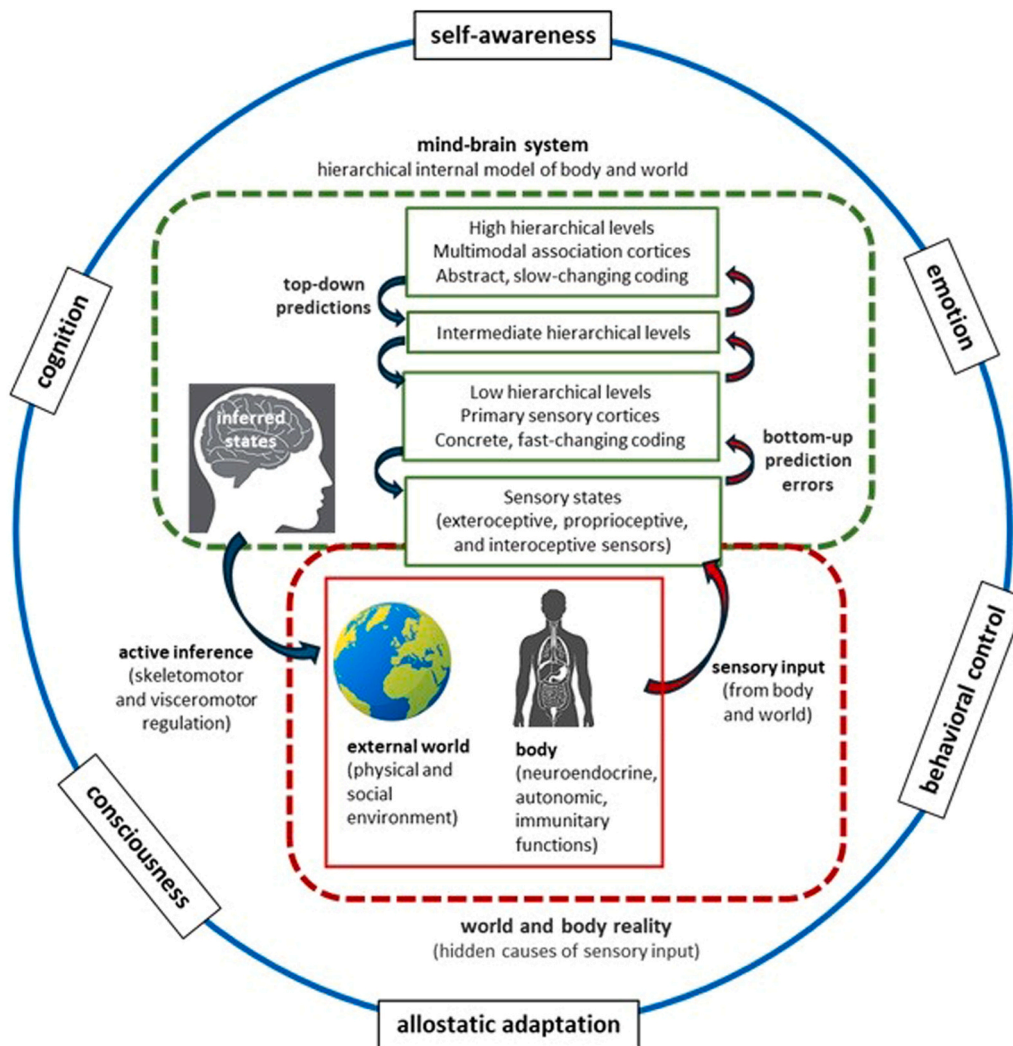 self-awareness
mind-brain system
hierarchical internal model of body and world
High hierarchical levels
Multimodal association cortices
Abstract, slow-changing coding
top-down
predictions
Intermediate hierarchical levels
cognition
emotion
Low hierarchical levels
Primary sensory cortices
Concrete, fast-changing coding
inferred
states
bottom-up
prediction
errors
Sensory states
(exteroceptive, proprioceptive,
and interoceptive sensors)
active inference
(skeletomotor
and visceromotor
regulation)
sensory input
(from body
and world)
external world
(physical and
social
environment)
body
(neuroendocrine,
autonomic,
immunitary
functions)
behavioral control
consciousness
world and body reality
(hidden causes of sensory input)
allostatic adaptation